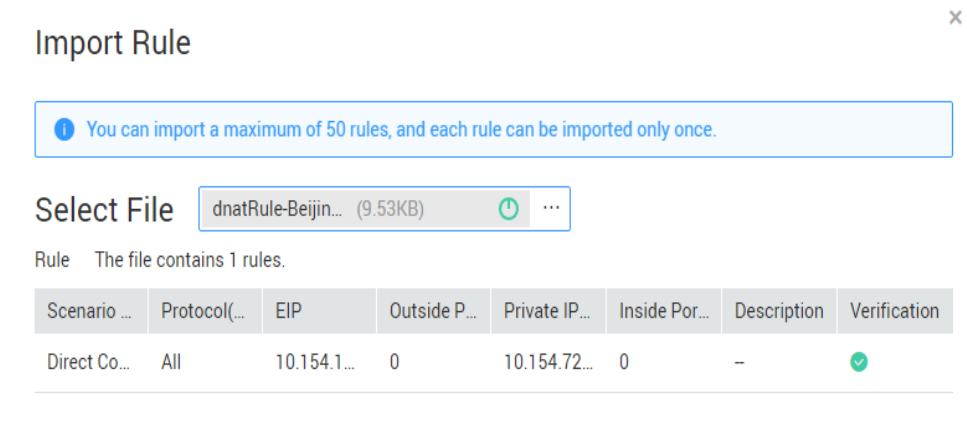 Import Rule
You can import a maximum of 50 rules, and each rule can be imported only once.
Select File dnatRule-Beijin... (9.53KB) ...
Rule The file contains 1 rules.
Scenario ... Protocol(... EIP Outside P... Private IP... Inside Por... Description Verification
Direct Co... All 10.154.1... 0 10.154.72... 0 --